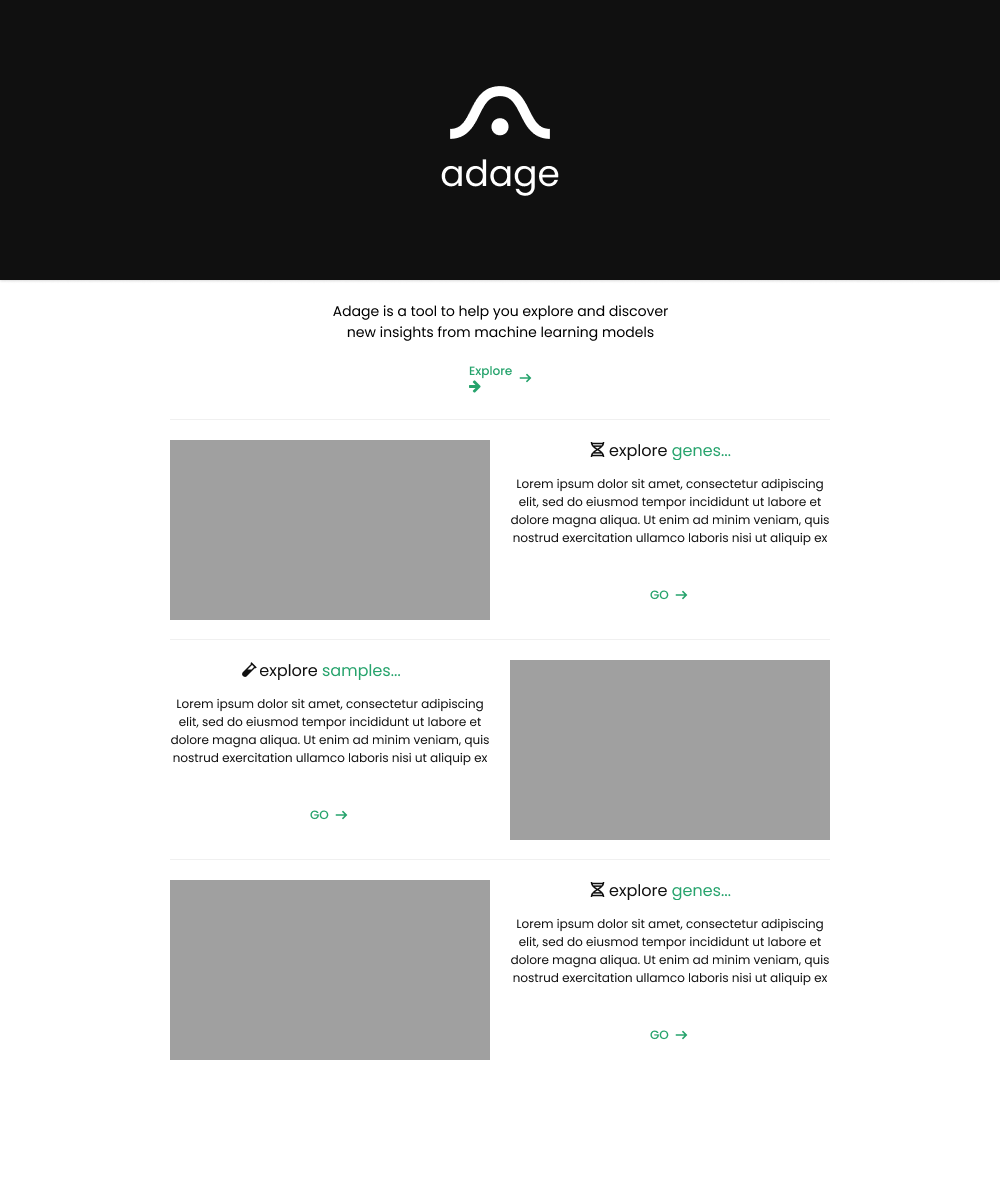 adage
Adage is a tool to help you explore and discover
new insights from machine learning models
Explore
explore genes...
Lorem ipsum dolor sit amet, consectetur adipiscing
elit, sed do eiusmod tempor incididunt ut labore et
dolore magna aliqua. Ut enim ad minim veniam, quis
nostrud exercitation ullamco laboris nisi ut aliquip ex
GO
explore samples...
Lorem ipsum dolor sit amet, consectetur adipiscing
elit, sed do eiusmod tempor incididunt ut labore et
dolore magna aliqua. Ut enim ad minim veniam, quis
nostrud exercitation ullamco laboris nisi ut aliquip ex
GO
explore genes...
Lorem ipsum dolor sit amet, consectetur adipiscing
elit, sed do eiusmod tempor incididunt ut labore et
dolore magna aliqua. Ut enim ad minim veniam, quis
nostrud exercitation ullamco laboris nisi ut aliquip ex
GO